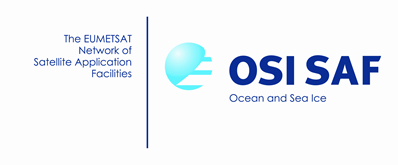 The EUMETSAT
Network of
Satellite Application
Facilities
OSI SAF
Ocean and Sea Ice